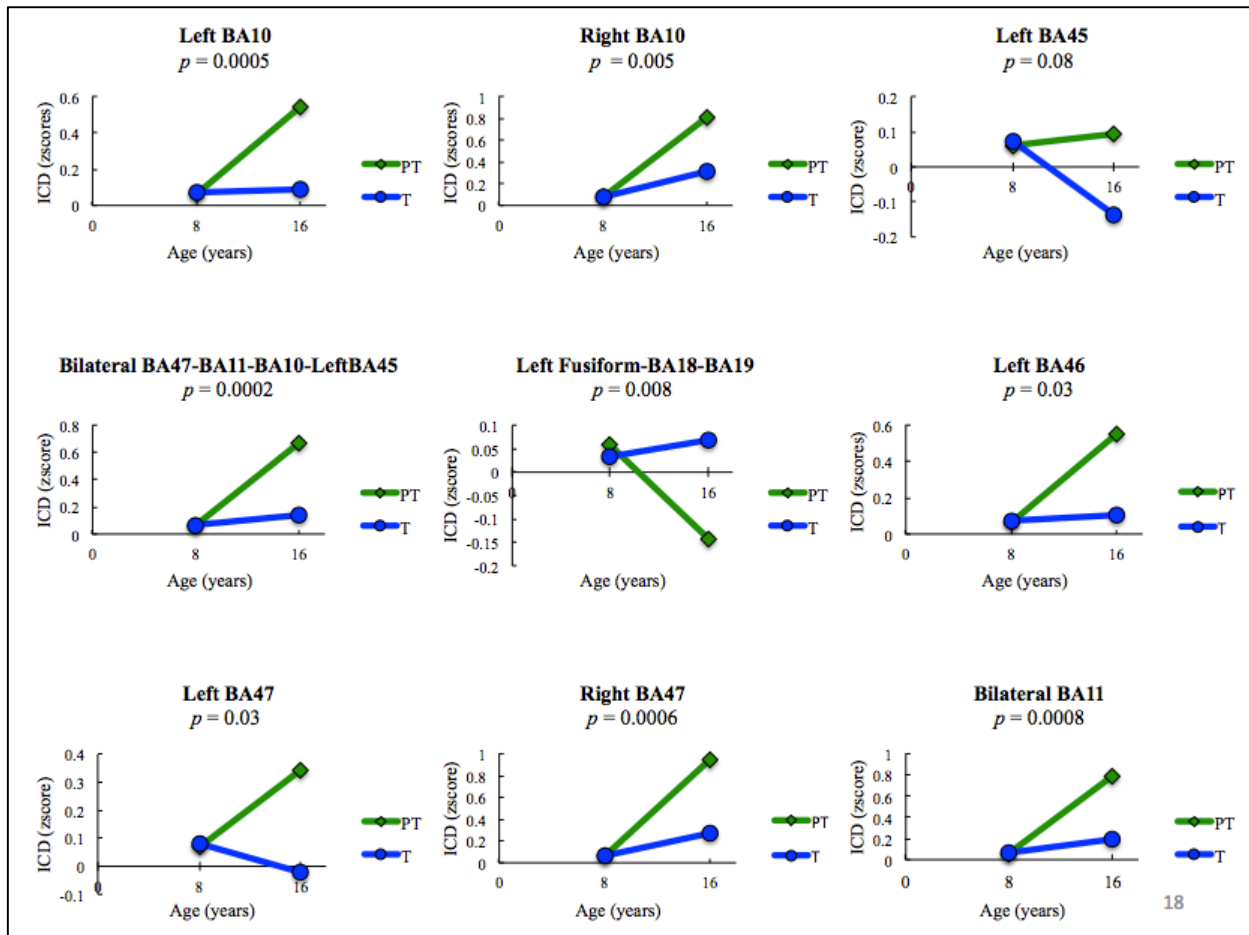 Left BA10
p = 0.0005
0.6
0.4
0.2
0
ICD (zscores)
0
8
16
Age (years)
PT
T
Right BA10
p = 0.005
1
0.8
0.6
0.4
0.2
0
ICD (zscores)
0
8
16
Age (years)
PT
T
Left BA45
p = 0.08
0.2
0.1
0
-0.1
-0.2
ICD (zscores)
0
8
16
Age (years)
PT
T
Bilateral BA47-BA11-BA10-LeftBA45
p = 0.0002
0.8
0.6
0.4
0.2
0
ICD (zscore)
0
8
16
Age (years)
PT
T
Left Fusiform-BA18-BA19
p = 0.008
0.1
0.05
0
-0.05
-0.1
-0.15
-0.2
ICD (zscore)
0
8
16
Age (years)
PT
T
Left BA46
p = 0.03
0.6
0.4
0.2
0
ICD (zscores)
0
8
16
Age (years)
PT
T
Left BA47
p = 0.03
0.4
0.3
0.2
0.1
0
-0.1
ICD (zscore)
0
8
16
Age (years)
PT
T
Right BA47
p = 0.0006
1
0.8
0.6
0.4
0.2
0
ICD (zscore)
0
8
16
Age (years)
PT
T
Bilateral BA11
p = 0.0008
1
0.8
0.6
0.4
0.2
0
ICD (zscore)
0
8
16
Age (years)
PT
T
18